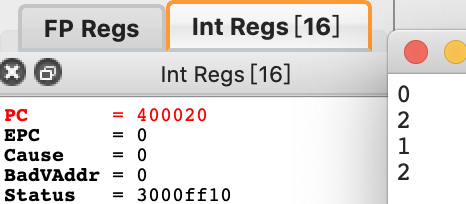 FP Regs
Int Regs [16]
Int Regs [16]
PC = 400020
EPC = 0
Cause = 0
BadVAddr = 0
Status = 3000ff10
0
2
1
2